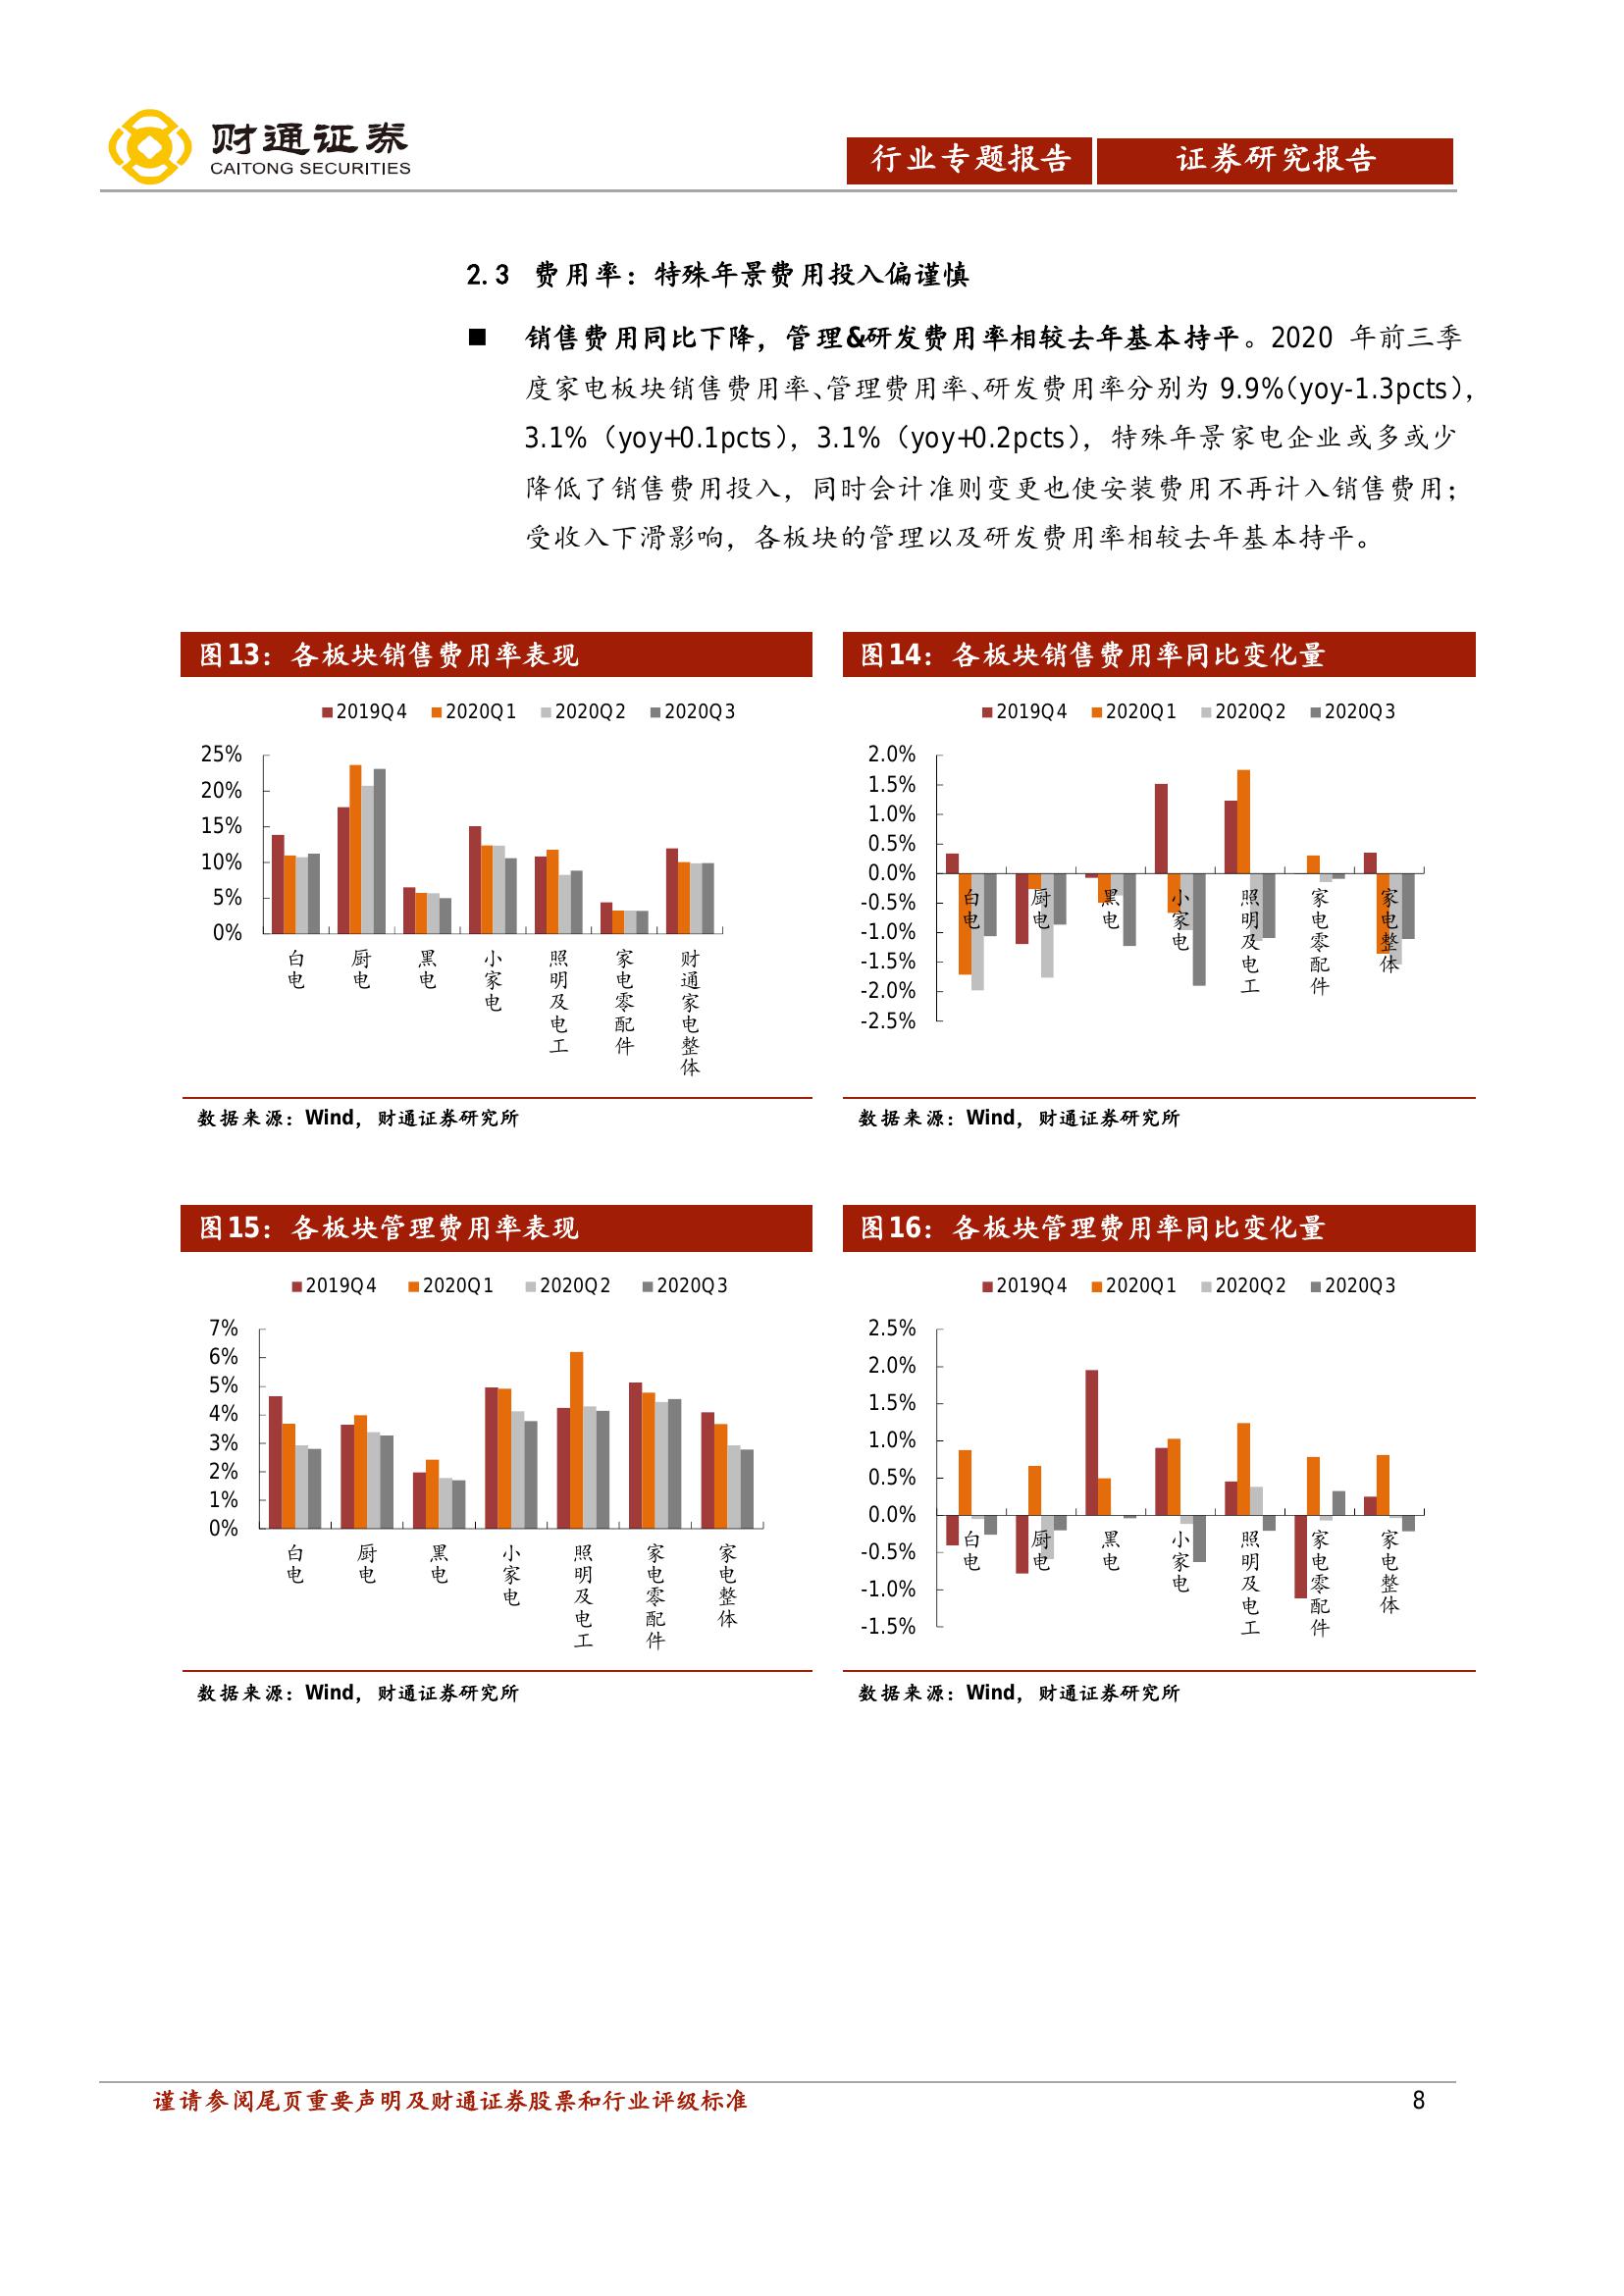 财通证券
CAITONG SECURITIES
行业专题报告
证券研究报告
2.3 费用率：特殊年景费用投入偏谨慎
■ 销售费用同比下降，管理&研发费用率相较去年基本持平。2020 年前三季
度家电板块销售费用率、管理费用率、研发费用率分别为 9.9%（yoy-1.3pcts），
3.1%（yoy+0.1pcts），3.1%（yoy+0.2pcts），特殊年景家电企业或多或少
降低了销售费用投入，同时会计准则变更也使安装费用不再计入销售费用；
受收入下滑影响，各板块的管理以及研发费用率相较去年基本持平。
图13：各板块销售费用率表现
2019Q4 2020Q1 2020Q2 2020Q3
25%
20%
15%
10%
5%
0%
白电
厨电
黑电
小家电
照明及电工
家电零配件
财通家电整体
数据来源：Wind，财通证券研究所
图14：各板块销售费用率同比变化量
2019Q4 2020Q1 2020Q2 2020Q3
2.0%
1.5%
1.0%
0.5%
0.0%
-0.5%
-1.0%
-1.5%
-2.0%
-2.5%
白电
厨电
黑电
小家电
照明及电工
家电零配件
家电整体
数据来源：Wind，财通证券研究所
图15：各板块管理费用率表现
2019Q4 2020Q1 2020Q2 2020Q3
7%
6%
5%
4%
3%
2%
1%
0%
白电
厨电
黑电
小家电
照明及电工
家电零配件
家电整体
数据来源：Wind，财通证券研究所
图16：各板块管理费用率同比变化量
2019Q4 2020Q1 2020Q2 2020Q3
2.5%
2.0%
1.5%
1.0%
0.5%
0.0%
-0.5%
-1.0%
-1.5%
白电
厨电
黑电
小家电
照明及电工
家电零配件
家电整体
数据来源：Wind，财通证券研究所
谨请参阅尾页重要声明及财通证券股票和行业评级标准
8